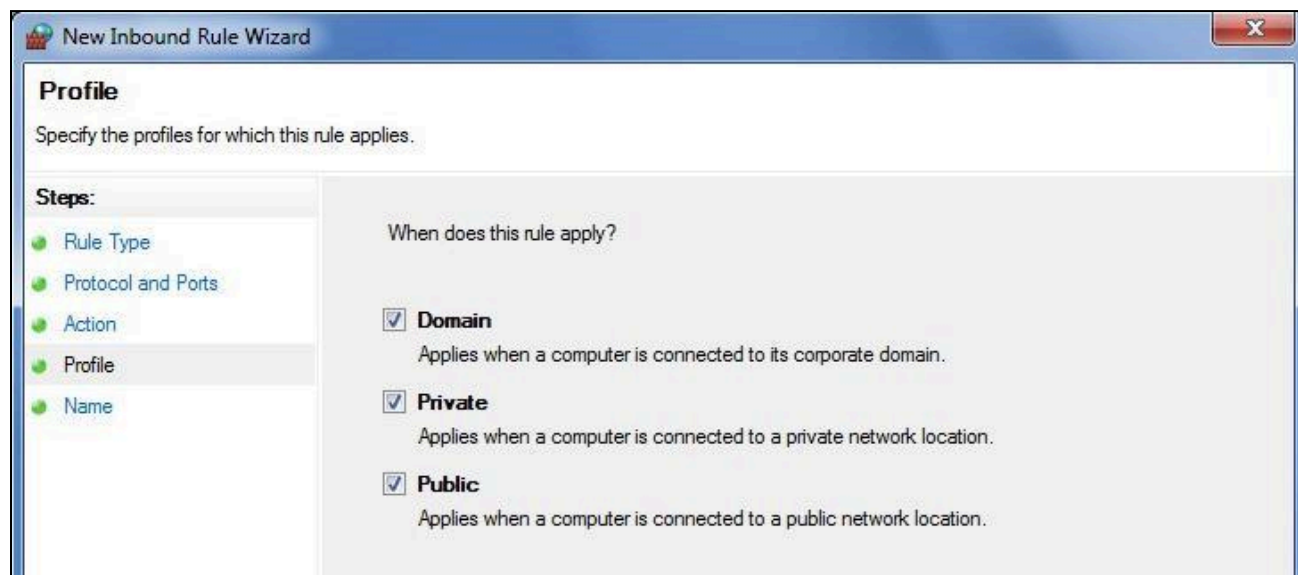 New Inbound Rule Wizard
Profile
Specify the profiles for which this rule applies.
Steps:
Rule Type
Protocol and Ports
Action
Profile
Name
When does this rule apply?
Domain
Applies when a computer is connected to its corporate domain.
Private
Applies when a computer is connected to a private network location.
Public
Applies when a computer is connected to a public network location.